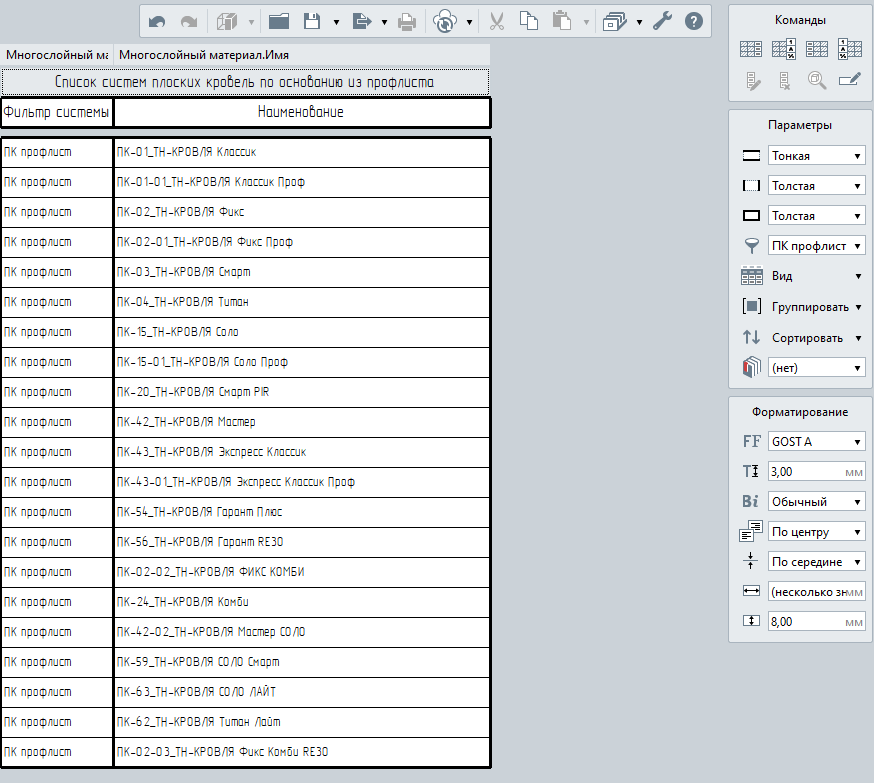 Многослойный ма Многослойный материал.Имя
Список систем плоских кровель по основанию из профлиста
Фильтр системы Наименование
ПК профлист ПК-01_ТН-КРОВЛЯ Классик
ПК профлист ПК-01-01_ТН-КРОВЛЯ Классик Проф
ПК профлист ПК-02_ТН-КРОВЛЯ Фикс
ПК профлист ПК-02-01_ТН-КРОВЛЯ Фикс Проф
ПК профлист ПК-03_ТН-КРОВЛЯ Смарт
ПК профлист ПК-04_ТН-КРОВЛЯ Титан
ПК профлист ПК-15_ТН-КРОВЛЯ Соло
ПК профлист ПК-15-01_ТН-КРОВЛЯ Соло Проф
ПК профлист ПК-20_ТН-КРОВЛЯ Смарт PIR
ПК профлист ПК-42_ТН-КРОВЛЯ Мастер
ПК профлист ПК-43_ТН-КРОВЛЯ Экспресс Классик
ПК профлист ПК-43-01_ТН-КРОВЛЯ Экспресс Классик Проф
ПК профлист ПК-54_ТН-КРОВЛЯ Гарант Плюс
ПК профлист ПК-56_ТН-КРОВЛЯ Гарант RE30
ПК профлист ПК-02-02_ТН-КРОВЛЯ ФИКС КОМБИ
ПК профлист ПК-24_ТН-КРОВЛЯ Комби
ПК профлист ПК-42-02_ТН-КРОВЛЯ Мастер СОЛО
ПК профлист ПК-59_ТН-КРОВЛЯ СОЛО Смарт
ПК профлист ПК-63_ТН-КРОВЛЯ СОЛО ЛАЙТ
ПК профлист ПК-62_ТН-КРОВЛЯ Титан Лайт
ПК профлист ПК-02-03_ТН-КРОВЛЯ Фикс Комби RE30
Команды
Параметры
Тонкая
Толстая
Толстая
ПК профлист
Вид
Группировать
Сортировать
(нет)
Форматирование
FF GOST A
T 3,00 мм
Bi Обычный
По центру
По середине
(несколько зн мм
8,00 мм